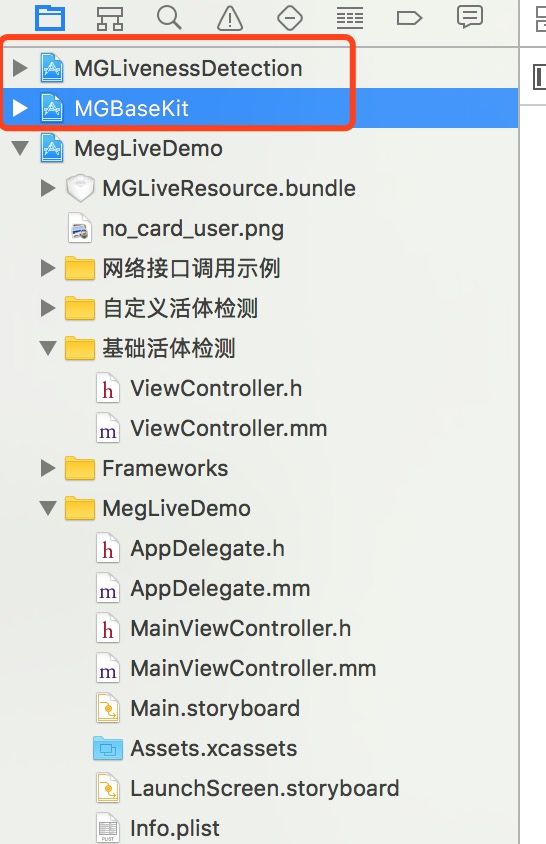 MGLivenessDetection
MGBaseKit
MegLiveDemo
MGLiveResource.bundle
no_card_user.png
网络接口调用示例
自定义活体检测
基础活体检测
h ViewController.h
m ViewController.mm
Frameworks
MegLiveDemo
h AppDelegate.h
m AppDelegate.mm
h MainViewController.h
m MainViewController.mm
Main.storyboard
Assets.xcassets
LaunchScreen.storyboard
PLIST Info.plist